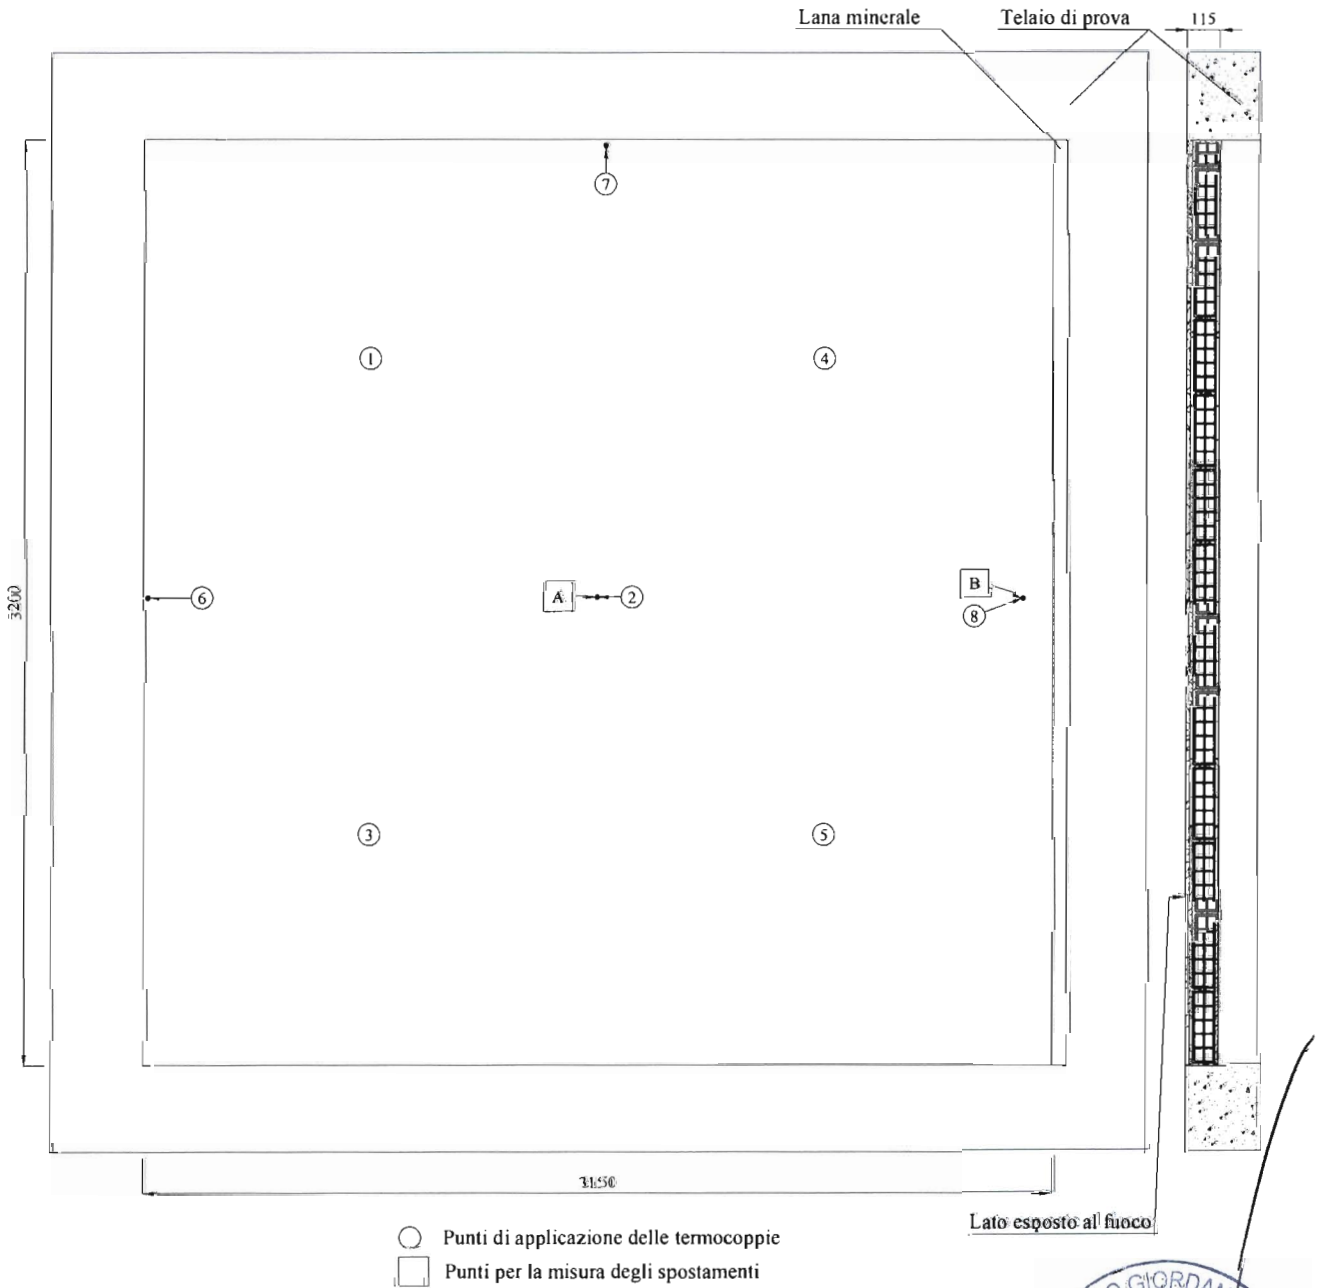 Lana minerale
Telaio di prova
115
7
1
4
3200
6
A
2
B
8
3
5
3150
Lato esposto al fuoco
Punti di applicazione delle termocoppie
Punti per la misura degli spostamenti
GIORDANO